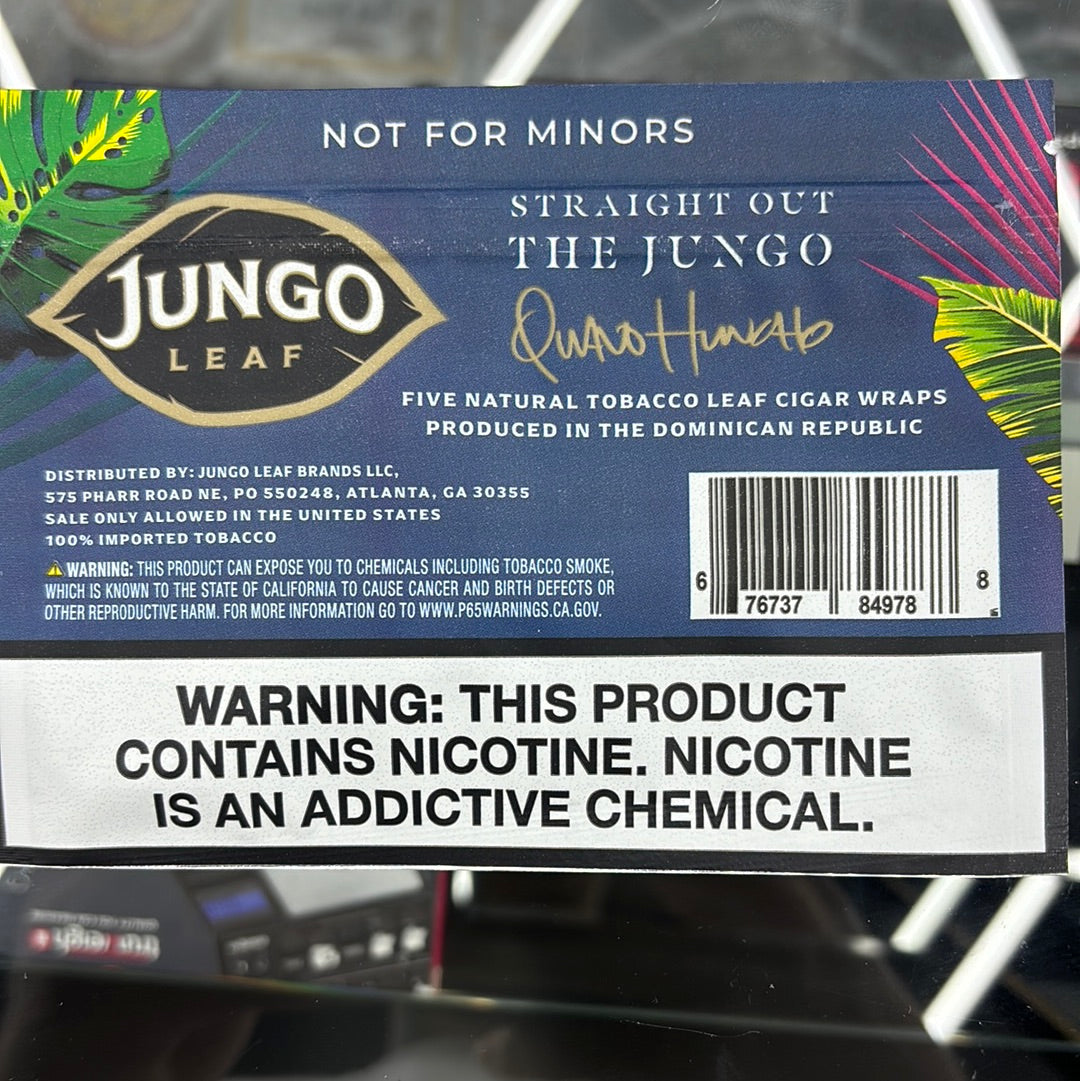 NOT FOR MINORS
JUNGO
LEAF
STRAIGHT OUT
THE JUNGO
FIVE NATURAL TOBACCO LEAF CIGAR WRAPS
PRODUCED IN THE DOMINICAN REPUBLIC
DISTRIBUTED BY: JUNGO LEAF BRANDS LLC,
575 PHARR ROAD NE, PO 550248, ATLANTA, GA 30355
SALE ONLY ALLOWED IN THE UNITED STATES
100% IMPORTED TOBACCO
WARNING: THIS PRODUCT CAN EXPOSE YOU TO CHEMICALS INCLUDING TOBACCO SMOKE,
WHICH IS KNOWN TO THE STATE OF CALIFORNIA TO CAUSE CANCER AND BIRTH DEFECTS OR
OTHER REPRODUCTIVE HARM. FOR MORE INFORMATION GO TO WWW.P65WARNINGS.CA.GOV.
6 76737 84978 8
WARNING: THIS PRODUCT
CONTAINS NICOTINE. NICOTINE
IS AN ADDICTIVE CHEMICAL.